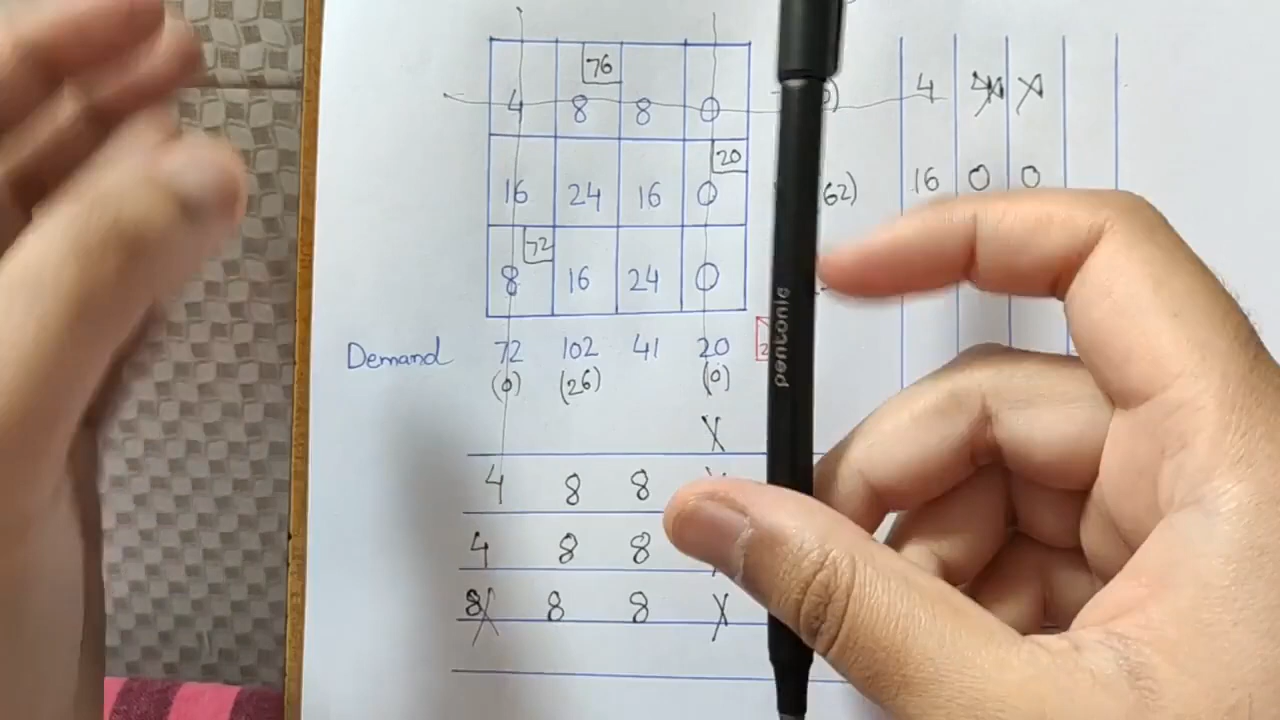 76
4 8 8 0 0) 4
20
16 24 16 0 62) 16 0 0
72
8 16 24 0
Demand 72 102 41 20 2
(0) (26) (0)
X
4 8 8
4 8 8
8 8 8 X
pentonic